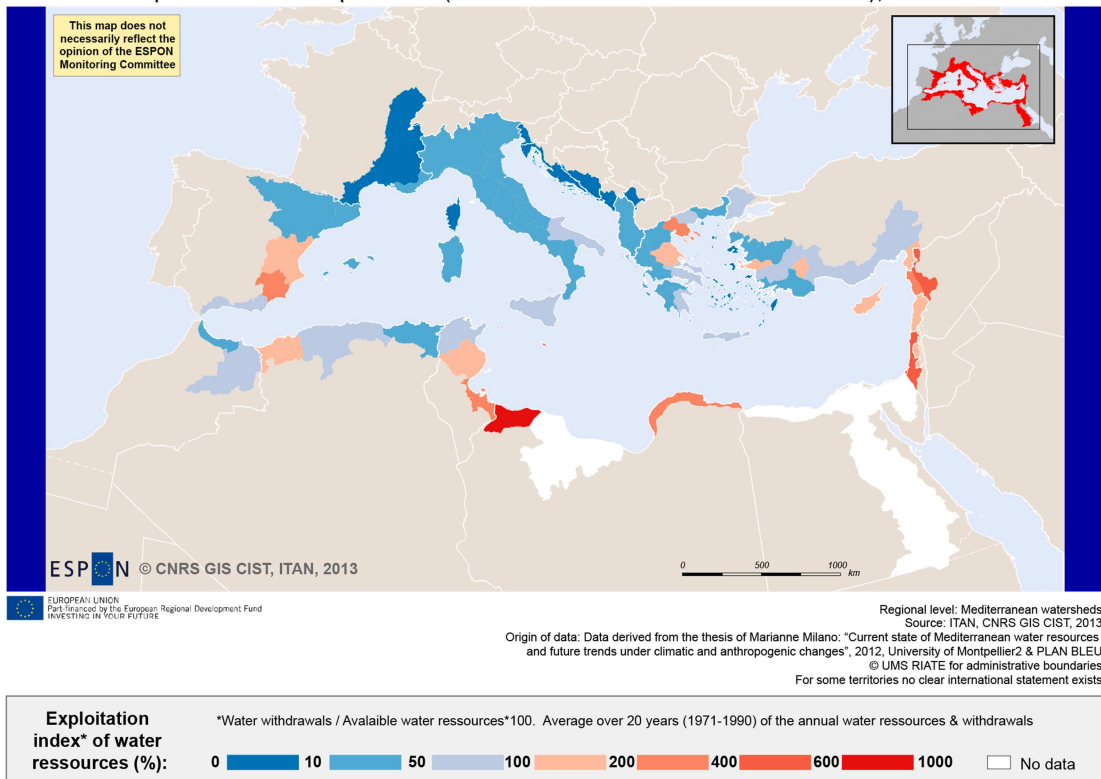 This map does not
necessarily reflect the
opinion of the ESPON
Monitoring Committee
ESPON © CNRS GIS CIST, ITAN, 2013
0 500 1000
km
EUROPEAN UNION
Part-financed by the European Regional Development Fund
INVESTING IN YOUR FUTURE
Regional level: Mediterranean watersheds
Source: ITAN, CNRS GIS CIST, 2013
Origin of data: Data derived from the thesis of Marianne Milano: "Current state of Mediterranean water resources
and future trends under climatic and anthropogenic changes", 2012, University of Montpellier2 & PLAN BLEU
© UMS RIATE for administrative boundaries
For some territories no clear international statement exists
Exploitation
index* of water
ressources (%):
*Water withdrawals / Avalaible water ressources*100. Average over 20 years (1971-1990) of the annual water ressources & withdrawals
0 10 50 100 200 400 600 1000 No data